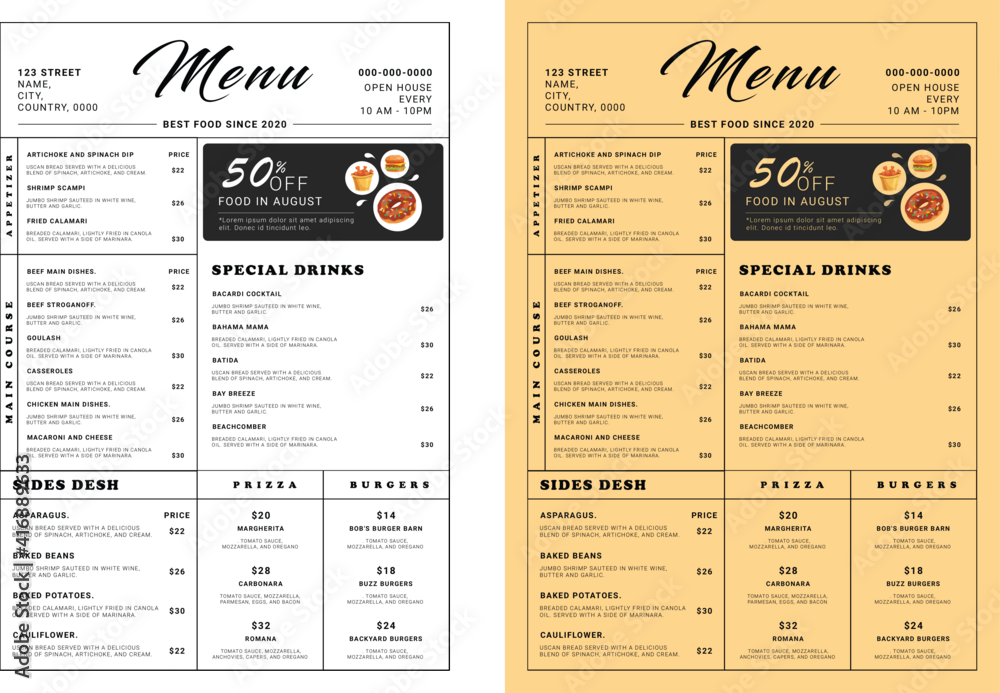 Menu
123 STREET
NAME,
CITY,
COUNTRY, 0000
000-000-0000
OPEN HOUSE
EVERY
10 AM - 10PM
BEST FOOD SINCE 2020
APPETIZER
ARTICHOKE AND SPINACH DIP PRICE
USCAN BREAD SERVED WITH A DELICIOUS
BLEND OF SPINACH, ARTICHOKE, AND CREAM. $22
SHRIMP SCAMPI
JUMBO SHRIMP SAUTEED IN WHITE WINE,
BUTTER AND GARLIC. $26
FRIED CALAMARI
BREADED CALAMARI, LIGHTLY FRIED IN CANOLA
OIL. SERVED WITH A SIDE OF MARINARA. $30
50% OFF
FOOD IN AUGUST
*Lorem ipsum dolor sit amet adipiscing
elit. Donec id tincidunt leo.
MAIN COURSE
BEEF MAIN DISHES. PRICE
USCAN BREAD SERVED WITH A DELICIOUS
BLEND OF SPINACH, ARTICHOKE, AND CREAM. $22
BEEF STROGANOFF.
JUMBO SHRIMP SAUTEED IN WHITE WINE,
BUTTER AND GARLIC. $26
GOULASH
BREADED CALAMARI, LIGHTLY FRIED IN CANOLA
OIL. SERVED WITH A SIDE OF MARINARA. $30
CASSEROLES
USCAN BREAD SERVED WITH A DELICIOUS
BLEND OF SPINACH, ARTICHOKE, AND CREAM. $22
CHICKEN MAIN DISHES.
JUMBO SHRIMP SAUTEED IN WHITE WINE,
BUTTER AND GARLIC. $26
MACARONI AND CHEESE
BREADED CALAMARI, LIGHTLY FRIED IN CANOLA
OIL. SERVED WITH A SIDE OF MARINARA. $30
SPECIAL DRINKS
BACARDI COCKTAIL
JUMBO SHRIMP SAUTEED IN WHITE WINE,
BUTTER AND GARLIC. $26
BAHAMA MAMA
BREADED CALAMARI, LIGHTLY FRIED IN CANOLA
OIL. SERVED WITH A SIDE OF MARINARA. $30
BATIDA
USCAN BREAD SERVED WITH A DELICIOUS
BLEND OF SPINACH, ARTICHOKE, AND CREAM. $22
BAY BREEZE
JUMBO SHRIMP SAUTEED IN WHITE WINE,
BUTTER AND GARLIC. $26
BEACHCOMBER
BREADED CALAMARI, LIGHTLY FRIED IN CANOLA
OIL. SERVED WITH A SIDE OF MARINARA. $30
SIDES DESH
ASPARAGUS. PRICE
USCAN BREAD SERVED WITH A DELICIOUS
BLEND OF SPINACH, ARTICHOKE, AND CREAM. $22
BAKED BEANS
JUMBO SHRIMP SAUTEED IN WHITE WINE,
BUTTER AND GARLIC. $26
BAKED POTATOES.
BREADED CALAMARI, LIGHTLY FRIED IN CANOLA
OIL. SERVED WITH A SIDE OF MARINARA. $30
CAULIFLOWER.
USCAN BREAD SERVED WITH A DELICIOUS
BLEND OF SPINACH, ARTICHOKE, AND CREAM. $22
PRIZZA
$20
MARGHERITA
TOMATO SAUCE,
MOZZARELLA, AND OREGANO
$28
CARBONARA
TOMATO SAUCE, MOZZARELLA,
PARMESAN, EGGS, AND BACON
$32
ROMANA
TOMATO SAUCE, MOZZARELLA,
ANCHOVIES, CAPERS, AND OREGANO
BURGERS
$14
BOB'S BURGER BARN
TOMATO SAUCE,
MOZZARELLA, AND OREGANO
$18
BUZZ BURGERS
TOMATO SAUCE,
MOZZARELLA, AND OREGANO
$24
BACKYARD BURGERS
TOMATO SAUCE,
MOZZARELLA, AND OREGANO
Menu
123 STREET
NAME,
CITY,
COUNTRY, 0000
000-000-0000
OPEN HOUSE
EVERY
10 AM - 10PM
BEST FOOD SINCE 2020
APPETIZER
ARTICHOKE AND SPINACH DIP PRICE
USCAN BREAD SERVED WITH A DELICIOUS
BLEND OF SPINACH, ARTICHOKE, AND CREAM. $22
SHRIMP SCAMPI
JUMBO SHRIMP SAUTEED IN WHITE WINE,
BUTTER AND GARLIC. $26
FRIED CALAMARI
BREADED CALAMARI, LIGHTLY FRIED IN CANOLA
OIL. SERVED WITH A SIDE OF MARINARA. $30
50% OFF
FOOD IN AUGUST
*Lorem ipsum dolor sit amet adipiscing
elit. Donec id tincidunt leo.
MAIN COURSE
BEEF MAIN DISHES. PRICE
USCAN BREAD SERVED WITH A DELICIOUS
BLEND OF SPINACH, ARTICHOKE, AND CREAM. $22
BEEF STROGANOFF.
JUMBO SHRIMP SAUTEED IN WHITE WINE,
BUTTER AND GARLIC. $26
GOULASH
BREADED CALAMARI, LIGHTLY FRIED IN CANOLA
OIL. SERVED WITH A SIDE OF MARINARA. $30
CASSEROLES
USCAN BREAD SERVED WITH A DELICIOUS
BLEND OF SPINACH, ARTICHOKE, AND CREAM. $22
CHICKEN MAIN DISHES.
JUMBO SHRIMP SAUTEED IN WHITE WINE,
BUTTER AND GARLIC. $26
MACARONI AND CHEESE
BREADED CALAMARI, LIGHTLY FRIED IN CANOLA
OIL. SERVED WITH A SIDE OF MARINARA. $30
SPECIAL DRINKS
BACARDI COCKTAIL
JUMBO SHRIMP SAUTEED IN WHITE WINE,
BUTTER AND GARLIC. $26
BAHAMA MAMA
BREADED CALAMARI, LIGHTLY FRIED IN CANOLA
OIL. SERVED WITH A SIDE OF MARINARA. $30
BATIDA
USCAN BREAD SERVED WITH A DELICIOUS
BLEND OF SPINACH, ARTICHOKE, AND CREAM. $22
BAY BREEZE
JUMBO SHRIMP SAUTEED IN WHITE WINE,
BUTTER AND GARLIC. $26
BEACHCOMBER
BREADED CALAMARI, LIGHTLY FRIED IN CANOLA
OIL. SERVED WITH A SIDE OF MARINARA. $30
SIDES DESH
ASPARAGUS. PRICE
USCAN BREAD SERVED WITH A DELICIOUS
BLEND OF SPINACH, ARTICHOKE, AND CREAM. $22
BAKED BEANS
JUMBO SHRIMP SAUTEED IN WHITE WINE,
BUTTER AND GARLIC. $26
BAKED POTATOES.
BREADED CALAMARI, LIGHTLY FRIED IN CANOLA
OIL. SERVED WITH A SIDE OF MARINARA. $30
CAULIFLOWER.
USCAN BREAD SERVED WITH A DELICIOUS
BLEND OF SPINACH, ARTICHOKE, AND CREAM. $22
PRIZZA
$20
MARGHERITA
TOMATO SAUCE,
MOZZARELLA, AND OREGANO
$28
CARBONARA
TOMATO SAUCE, MOZZARELLA,
PARMESAN, EGGS, AND BACON
$32
ROMANA
TOMATO SAUCE, MOZZARELLA,
ANCHOVIES, CAPERS, AND OREGANO
BURGERS
$14
BOB'S BURGER BARN
TOMATO SAUCE,
MOZZARELLA, AND OREGANO
$18
BUZZ BURGERS
TOMATO SAUCE,
MOZZARELLA, AND OREGANO
$24
BACKYARD BURGERS
TOMATO SAUCE,
MOZZARELLA, AND OREGANO